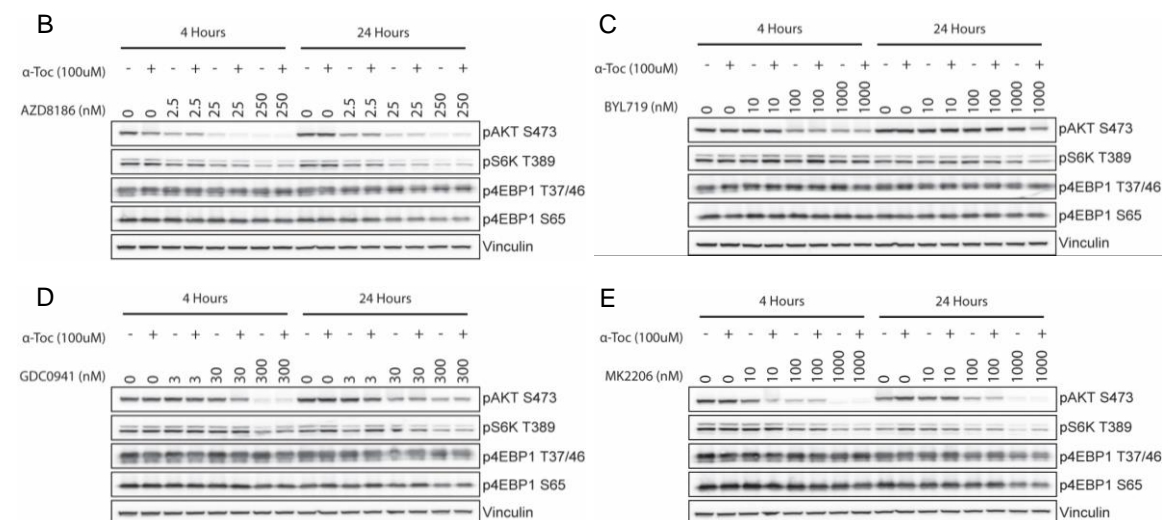 B
4 Hours 24 Hours
α-Toc (100uM) - + - + - + - + - + - + - + - +
AZD8186 (nM) 0 0 2.5 2.5 25 25 250 250 0 0 2.5 2.5 25 25 250 250
pAKT S473
pS6K T389
p4EBP1 T37/46
p4EBP1 S65
Vinculin
C
4 Hours 24 Hours
α-Toc (100uM) - + - + - + - + - + - + - + - +
BYL719 (nM) 0 0 10 10 100 100 1000 1000 0 0 10 10 100 100 1000 1000
pAKT S473
pS6K T389
p4EBP1 T37/46
p4EBP1 S65
Vinculin
D
4 Hours 24 Hours
α-Toc (100uM) - + - + - + - + - + - + - + - +
GDC0941 (nM) 0 0 3 3 30 30 300 300 0 0 3 3 30 30 300 300
pAKT S473
pS6K T389
p4EBP1 T37/46
p4EBP1 S65
Vinculin
E
4 Hours 24 Hours
α-Toc (100uM) - + - + - + - + - + - + - + - +
MK2206 (nM) 0 0 10 10 100 100 1000 1000 0 0 10 10 100 100 1000 1000
pAKT S473
pS6K T389
p4EBP1 T37/46
p4EBP1 S65
Vinculin